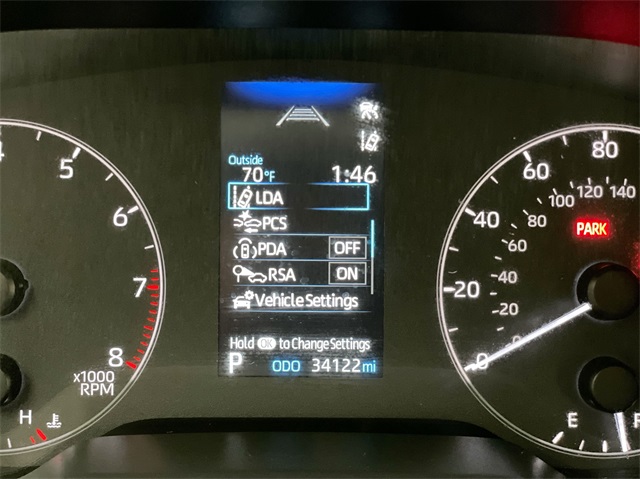 Outside
70°F 1:46
LDA
PCS
PDA OFF
RSA ON
Vehicle Settings
Hold OK to Change Settings
P ODO 34122 mi
5
6
7
8
x1000
RPM
H
0
20
40
60
80
0
20
40
60
80
100
120
140
PARK
E